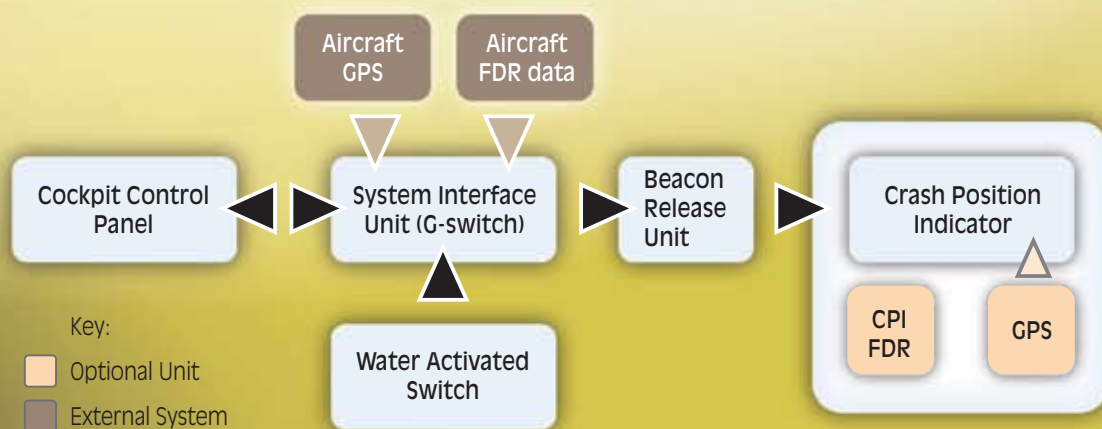 Aircraft
GPS
Aircraft
FDR data
Cockpit Control
Panel
System Interface
Unit (G-switch)
Beacon
Release
Unit
Crash Position
Indicator
CPI
FDR
GPS
Water Activated
Switch
Key:
Optional Unit
External System